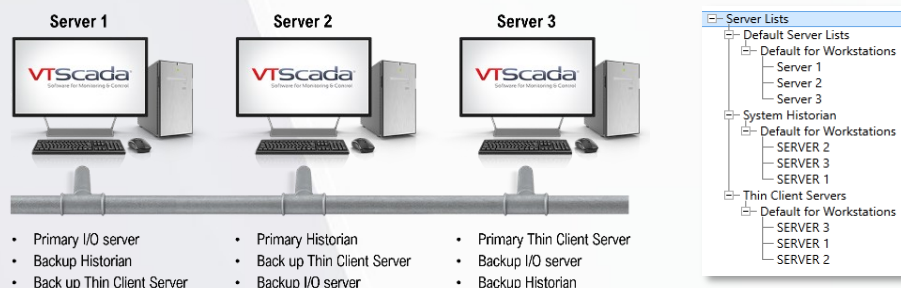 Server 1
Server 2
Server 3
VTScada
Software for Monitoring & Control
VTScada
Software for Monitoring & Control
VTScada
Software for Monitoring & Control
• Primary I/O server
• Backup Historian
• Back up Thin Client Server
• Primary Historian
• Back up Thin Client Server
• Backup I/O server
• Primary Thin Client Server
• Backup I/O server
• Backup Historian
Server Lists
Default Server Lists
Default for Workstations
Server 1
Server 2
Server 3
System Historian
Default for Workstations
SERVER 2
SERVER 3
SERVER 1
Thin Client Servers
Default for Workstations
SERVER 3
SERVER 1
SERVER 2